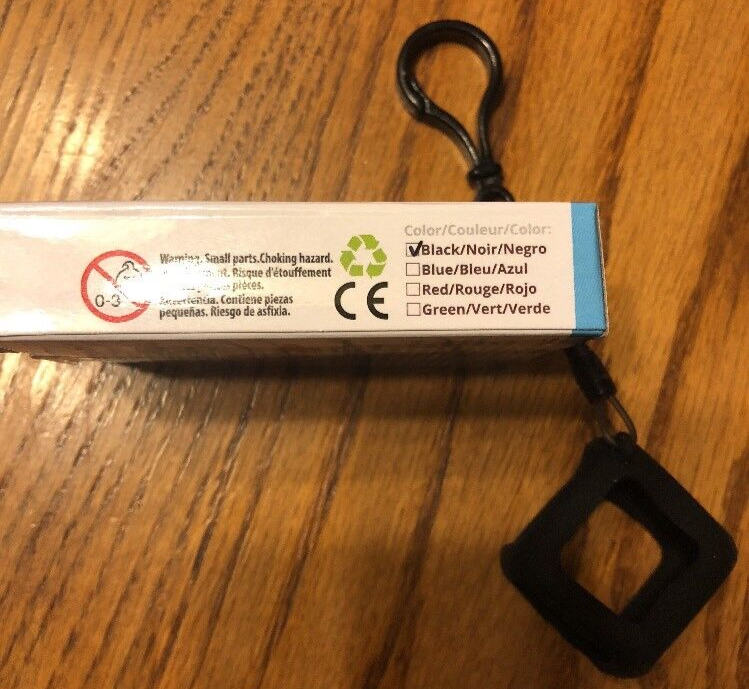 0-3
Warning. Small parts.Choking hazard.
Risque d'étouffement
pièces.
Advertencia. Contiene piezas
pequeñas. Riesgo de asfixia.
CE
Color/Couleur/Color:
Black/Noir/Negro
Blue/Bleu/Azul
Red/Rouge/Rojo
Green/Vert/Verde